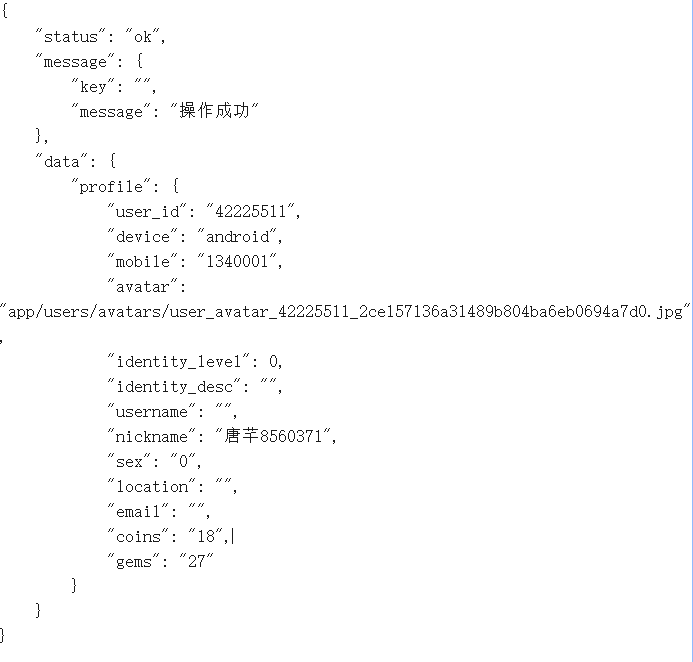 {
"status": "ok",
"message": {
"key": "",
"message": "操作成功"
},
"data": {
"profile": {
"user_id": "42225511",
"device": "android",
"mobile": "1340001",
"avatar":
"app/users/avatars/user_avatar_42225511_2ce157136a31489b804ba6eb0694a7d0.jpg"
,
"identity_level": 0,
"identity_desc": "",
"username": "",
"nickname": "唐芊8560371",
"sex": "0",
"location": "",
"email": "",
"coins": "18",
"gems": "27"
}
}
}